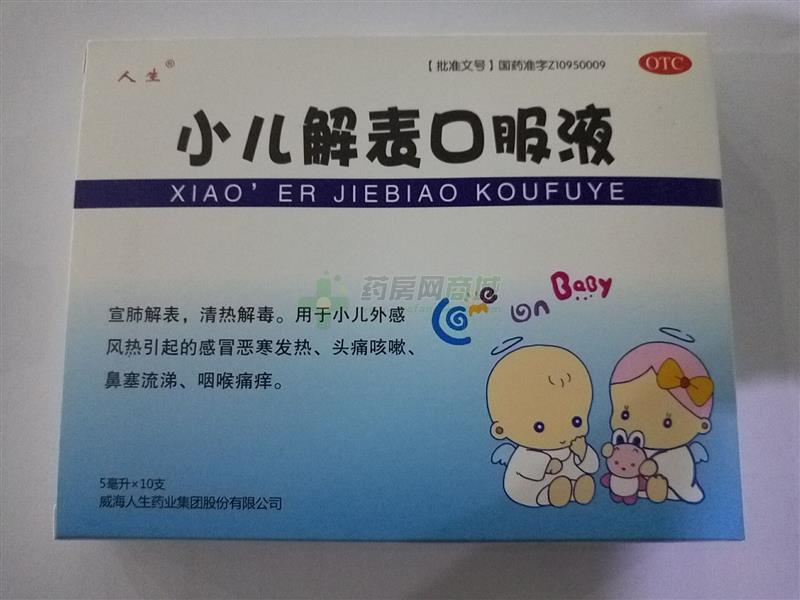 人生®
【批准文号】国药准字Z10950009
OTC
小儿解表口服液
XIAO'ER JIEBIAO KOUFUYE
药房网商城
Come on Baby
宣肺解表，清热解毒。用于小儿外感
风热引起的感冒恶寒发热、头痛咳嗽、
鼻塞流涕、咽喉痛痒。
5毫升×10支
威海人生药业集团股份有限公司